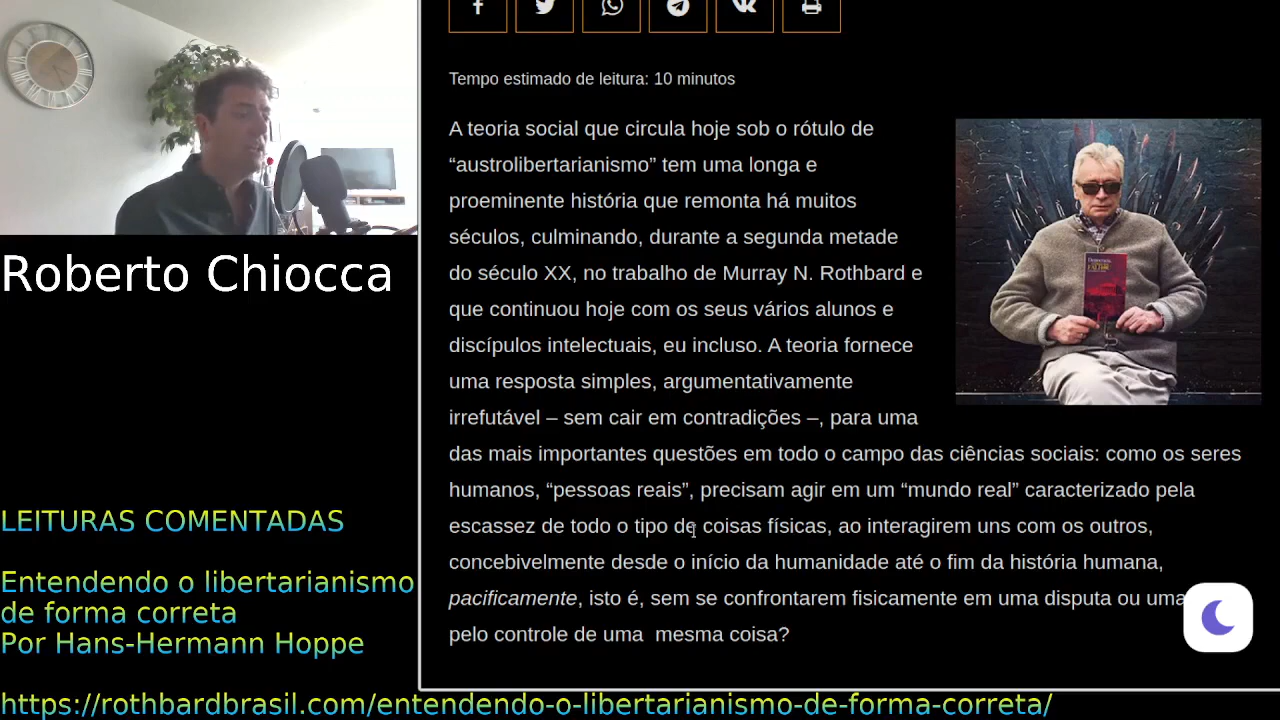 Tempo estimado de leitura: 10 minutos
A teoria social que circula hoje sob o rótulo de
“austrolibertarianismo” tem uma longa e
proeminente história que remonta há muitos
séculos, culminando, durante a segunda metade
do século XX, no trabalho de Murray N. Rothbard e
que continuou hoje com os seus vários alunos e
discípulos intelectuais, eu incluso. A teoria fornece
uma resposta simples, argumentativamente
irrefutável – sem cair em contradições –, para uma
das mais importantes questões em todo o campo das ciências sociais: como os seres
humanos, “pessoas reais”, precisam agir em um “mundo real” caracterizado pela
escassez de todo o tipo de coisas físicas, ao interagirem uns com os outros,
concebivelmente desde o início da humanidade até o fim da história humana,
pacificamente, isto é, sem se confrontarem fisicamente em uma disputa ou uma
pelo controle de uma  mesma coisa?
Roberto Chiocca
LEITURAS COMENTADAS
Entendendo o libertarianismo
de forma correta
Por Hans-Hermann Hoppe
https://rothbardbrasil.com/entendendo-o-libertarianismo-de-forma-correta/